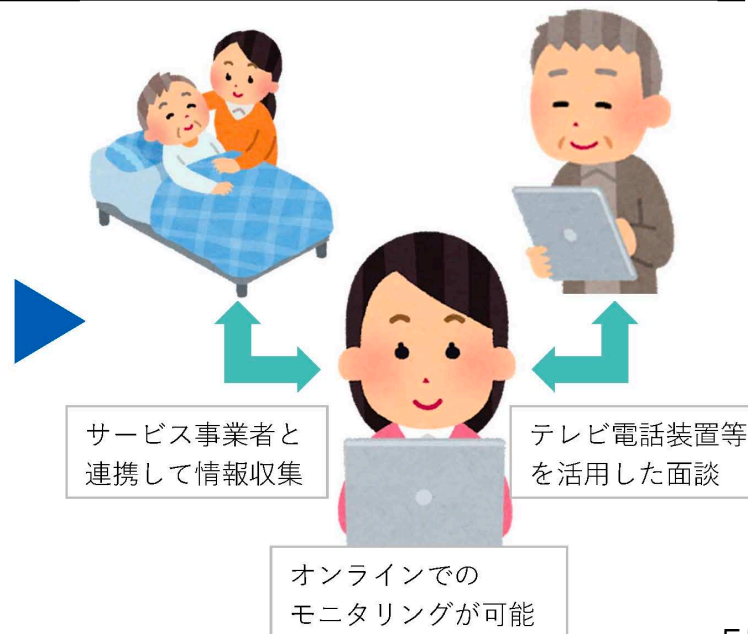 サービス事業者と
連携して情報収集
テレビ電話装置等
を活用した面談
オンラインでの
モニタリングが可能